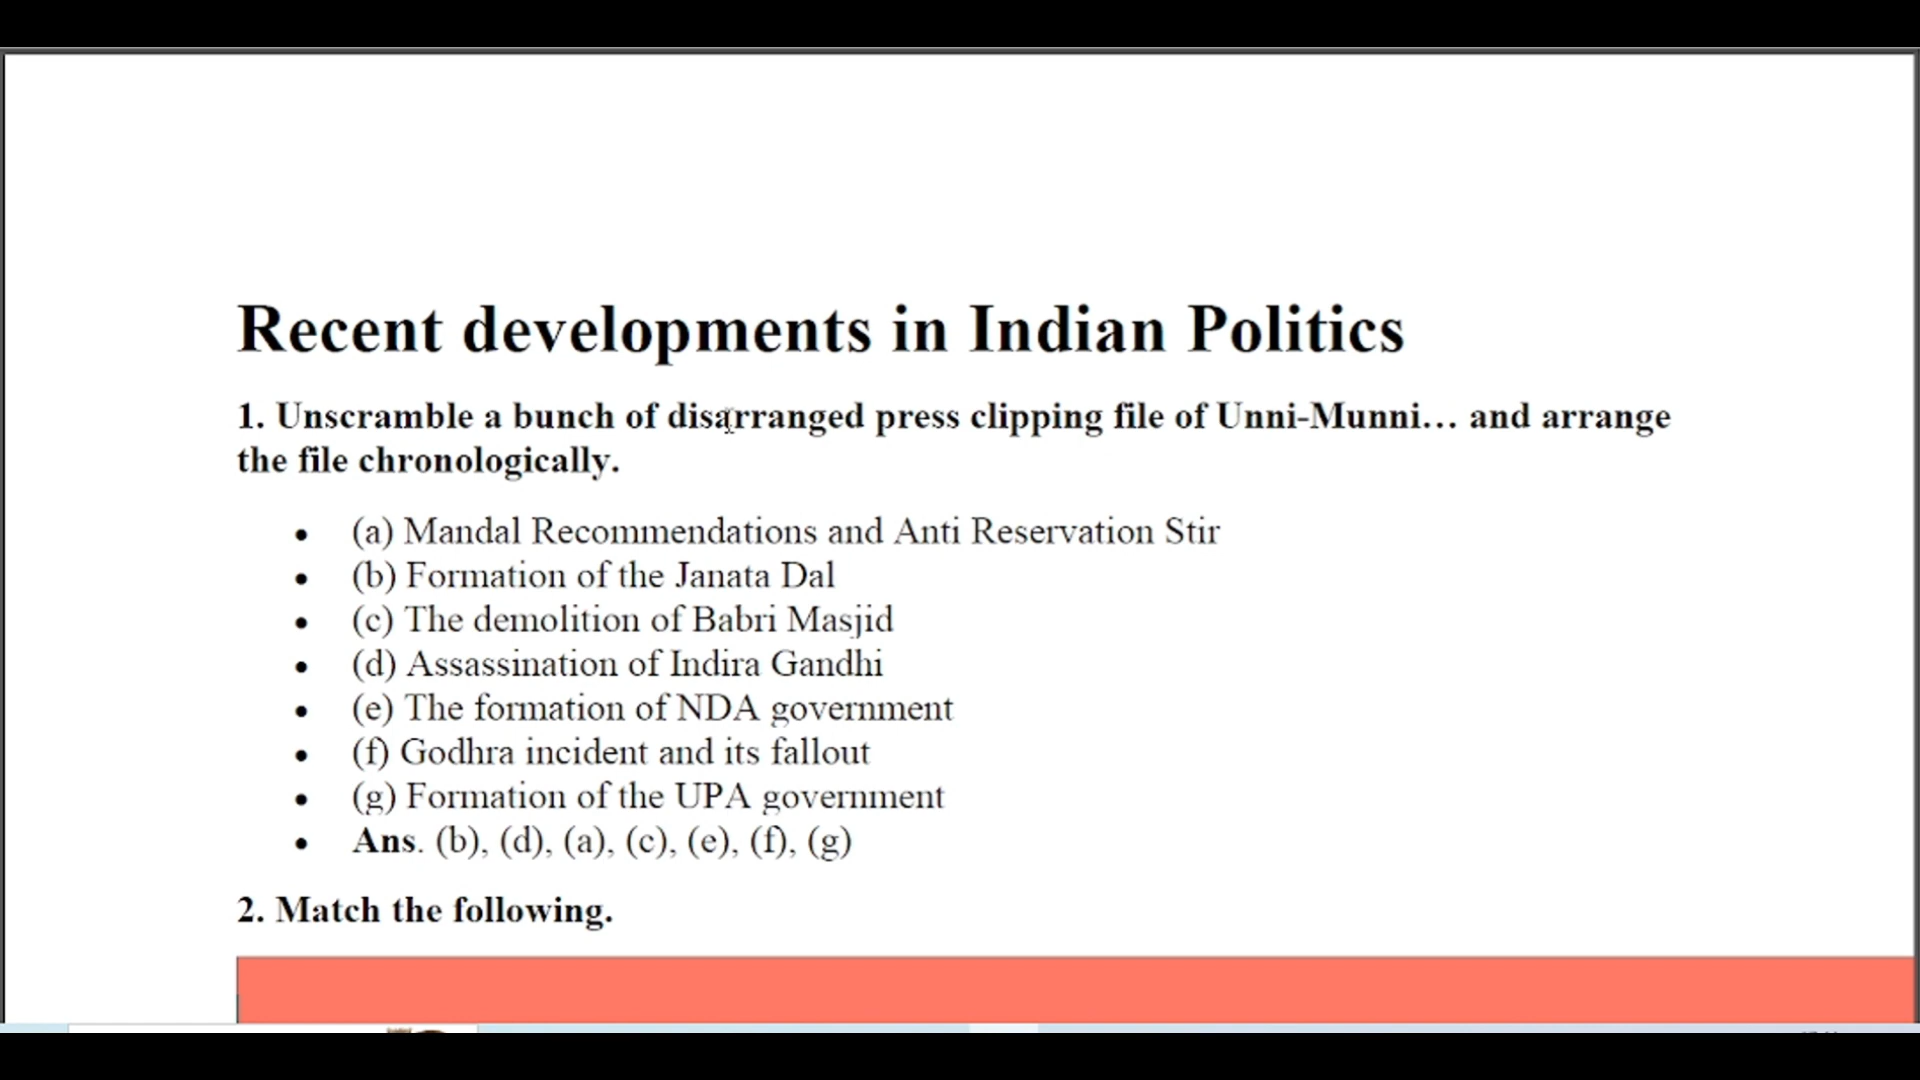 Recent developments in Indian Politics
1. Unscramble a bunch of disarranged press clipping file of Unni-Munni… and arrange
the file chronologically.
• (a) Mandal Recommendations and Anti Reservation Stir
• (b) Formation of the Janata Dal
• (c) The demolition of Babri Masjid
• (d) Assassination of Indira Gandhi
• (e) The formation of NDA government
• (f) Godhra incident and its fallout
• (g) Formation of the UPA government
• Ans. (b), (d), (a), (c), (e), (f), (g)
2. Match the following.